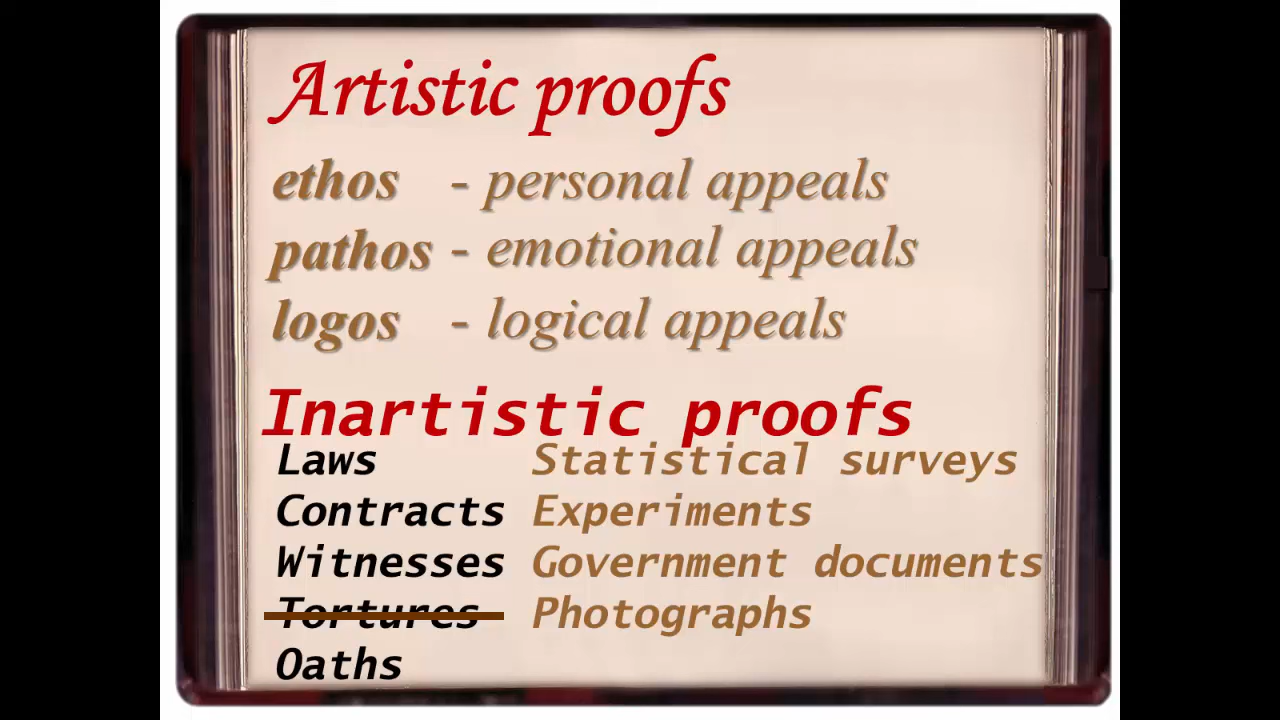 Artistic proofs
ethos - personal appeals
pathos - emotional appeals
logos - logical appeals
Inartistic proofs
Laws Statistical surveys
Contracts Experiments
Witnesses Government documents
Tortures Photographs
Oaths